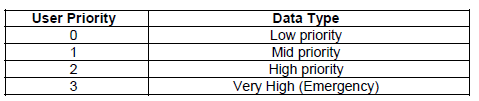 User Priority Data Type
0 Low priority
1 Mid priority
2 High priority
3 Very High (Emergency)